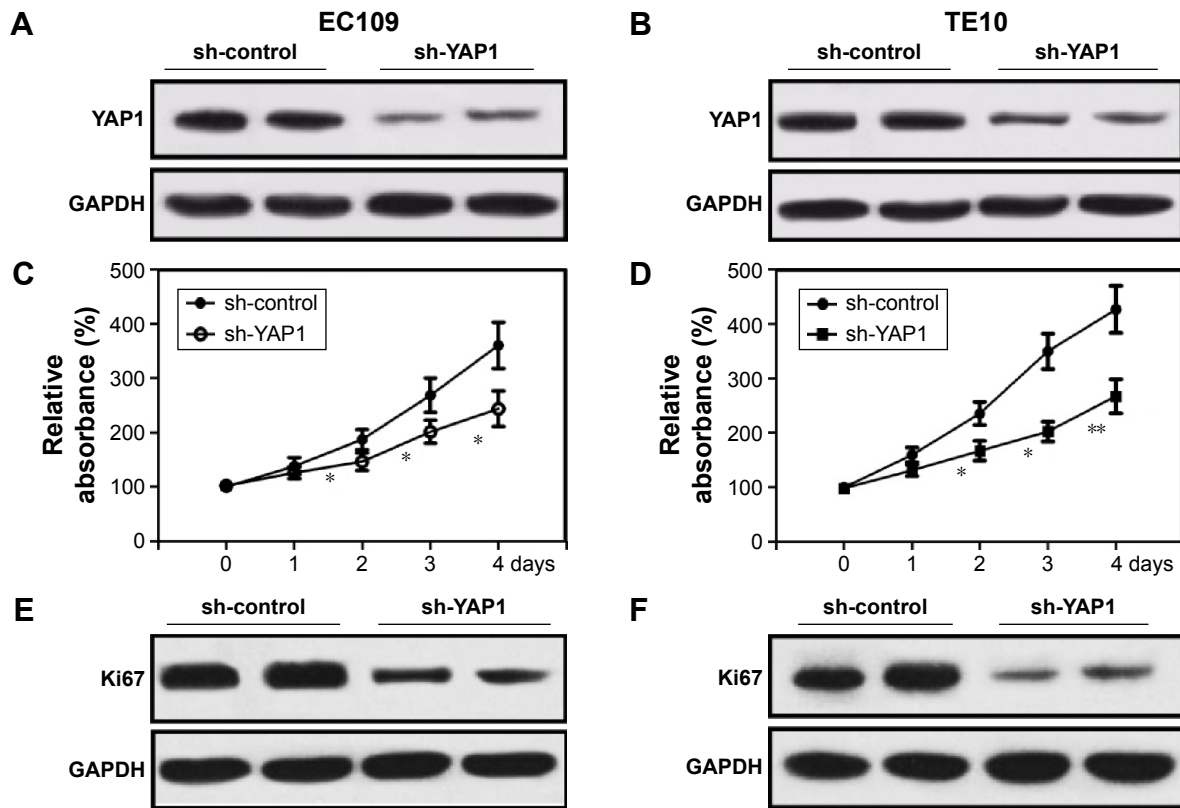 A
EC109
sh-control sh-YAP1
YAP1
GAPDH
B
TE10
sh-control sh-YAP1
YAP1
GAPDH
C
Relative
absorbance (%)
500
400
300
200
100
0
sh-control
sh-YAP1
*
*
*
0 1 2 3 4 days
D
Relative
absorbance (%)
500
400
300
200
100
0
sh-control
sh-YAP1
*
*
**
0 1 2 3 4 days
E
sh-control sh-YAP1
Ki67
GAPDH
F
sh-control sh-YAP1
Ki67
GAPDH